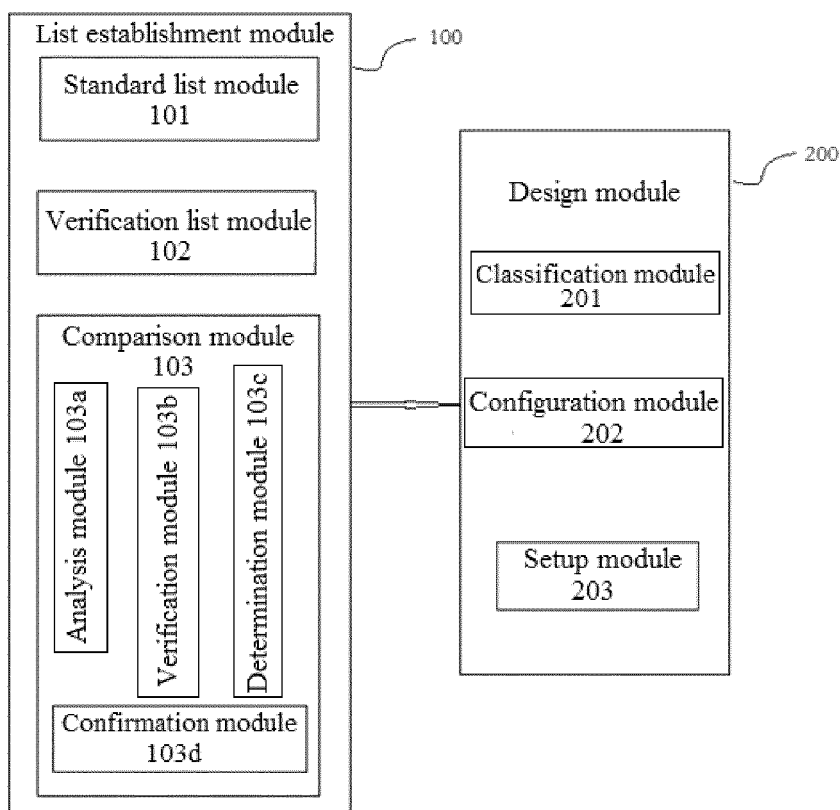 List establishment module
100
Standard list module
101
Verification list module
102
Comparison module
103
Analysis module 103a
Verification module 103b
Determination module 103c
Confirmation module
103d
200
Design module
Classification module
201
Configuration module
202
Setup module
203